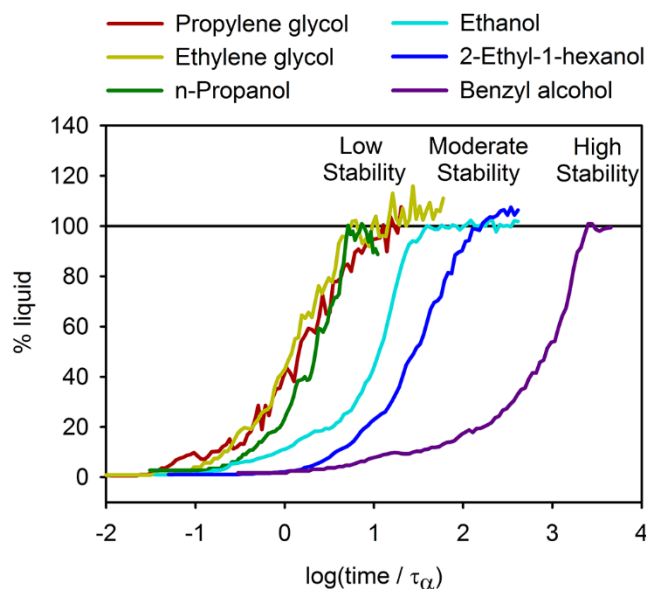 Propylene glycol
Ethylene glycol
n-Propanol
Ethanol
2-Ethyl-1-hexanol
Benzyl alcohol
140
120
100
80
60
40
20
0
% liquid
Low
Stability
Moderate
Stability
High
Stability
-2
-1
0
1
2
3
4
log(time / τα)